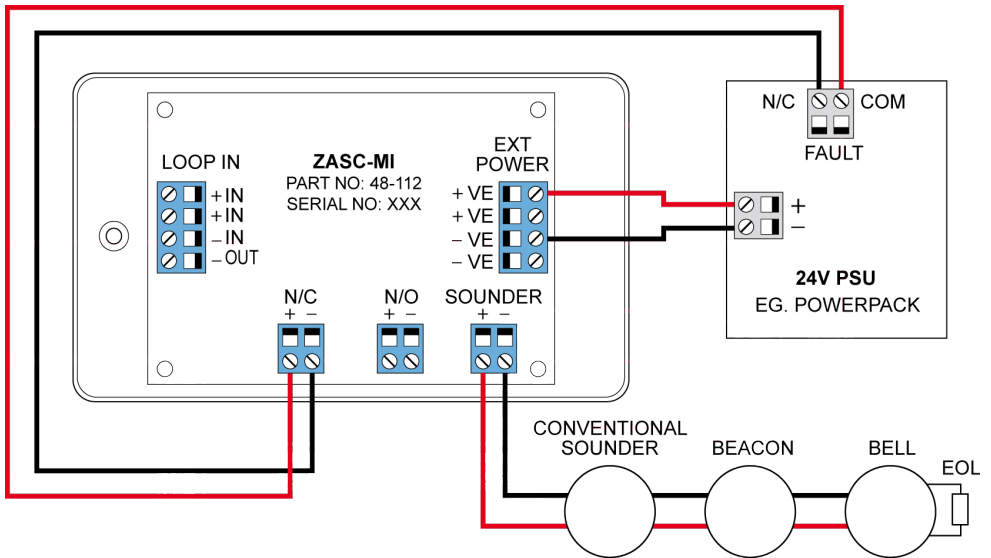 N/C
COM
FAULT
LOOP IN
+ IN
+ IN
– IN
– OUT
ZASC-MI
PART NO: 48-112
SERIAL NO: XXX
EXT
POWER
+ VE
+ VE
– VE
– VE
+
–
24V PSU
EG. POWERPACK
N/C
+ –
N/O
+ –
SOUNDER
+ –
CONVENTIONAL
SOUNDER
BEACON
BELL
EOL